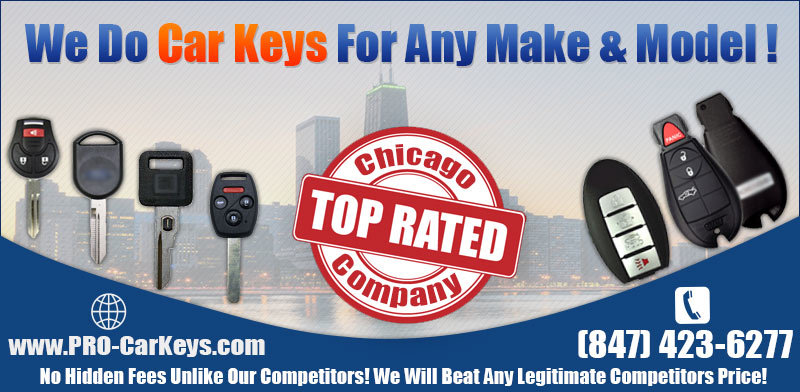 We Do Car Keys For Any Make & Model !
PANIC
Chicago
TOP RATED
Company
www.PRO-CarKeys.com
(847) 423-6277
No Hidden Fees Unlike Our Competitors! We Will Beat Any Legitimate Competitors Price!